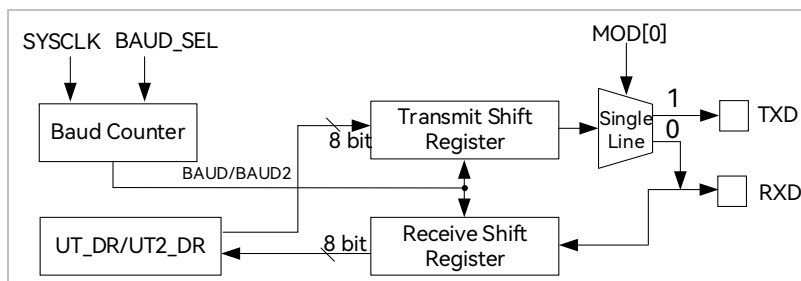 MOD[0]
SYSCLK BAUD_SEL
Baud Counter
8 bit
Transmit Shift
Register
Single
Line
1
0
TXD
BAUD/BAUD2
RXD
UT_DR/UT2_DR
8 bit
Receive Shift
Register